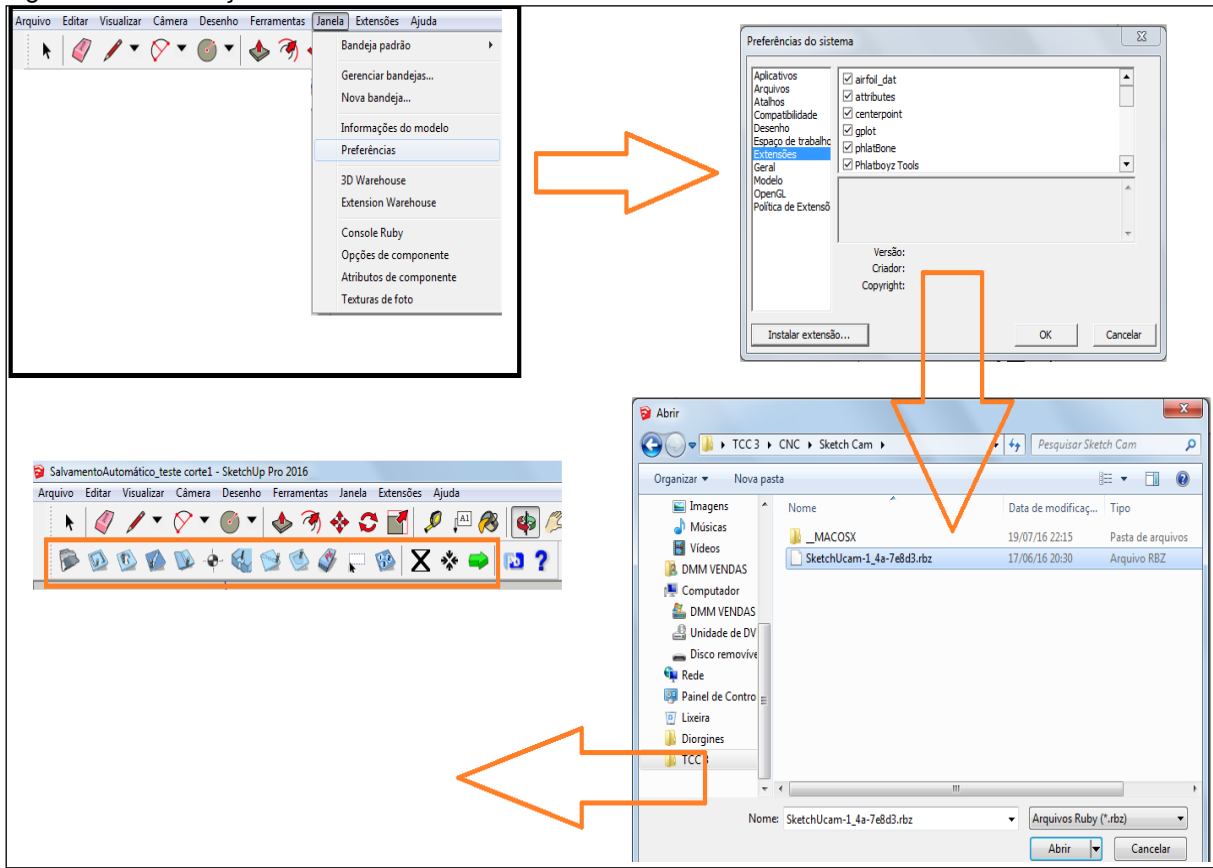 Arquivo Editar Visualizar Câmera Desenho Ferramentas Janela Extensões Ajuda
Bandeja padrão
Gerenciar bandejas...
Nova bandeja...
Informações do modelo
Preferências
3D Warehouse
Extension Warehouse
Console Ruby
Opções de componente
Atributos de componente
Texturas de foto
Preferências do sistema
Aplicativos
Arquivos
Atalhos
Compatibilidade
Desenho
Espaço de trabalho
Extensões
Geral
Modelo
OpenGL
Política de Extensõ
airfoil_dat
attributes
centerpoint
gplot
phlatBone
Phlatboyz Tools
Versão:
Criador:
Copyright:
Instalar extensão...
OK
Cancelar
Abrir
TCC 3 CNC Sketch Cam
Pesquisar Sketch Cam
Organizar Nova pasta
Imagens
Músicas
Vídeos
DMM VENDAS
Computador
DMM VENDAS
Unidade de DV
Disco removíve
Rede
Painel de Contro
Lixeira
Diorgines
TCC 3
Nome Data de modificaç... Tipo
__MACOSX 19/07/16 22:15 Pasta de arquivos
SketchUcam-1_4a-7e8d3.rbz 17/06/16 20:30 Arquivo RBZ
Nome: SketchUcam-1_4a-7e8d3.rbz
Arquivos Ruby (*.rbz)
Abrir
Cancelar
SalvamentoAutomático_teste corte1 - SketchUp Pro 2016
Arquivo Editar Visualizar Câmera Desenho Ferramentas Janela Extensões Ajuda
A1